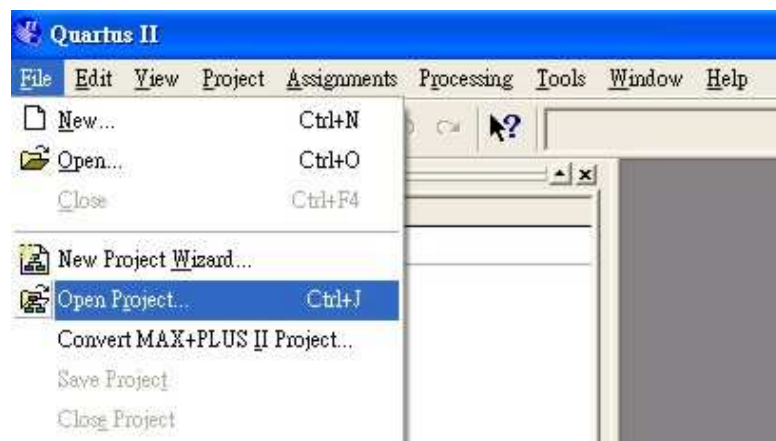 Quartus II
File Edit View Project Assignments Processing Tools Window Help
New... Ctrl+N
Open... Ctrl+O
Close Ctrl+F4
New Project Wizard...
Open Project... Ctrl+J
Convert MAX+PLUS II Project...
Save Project
Close Project